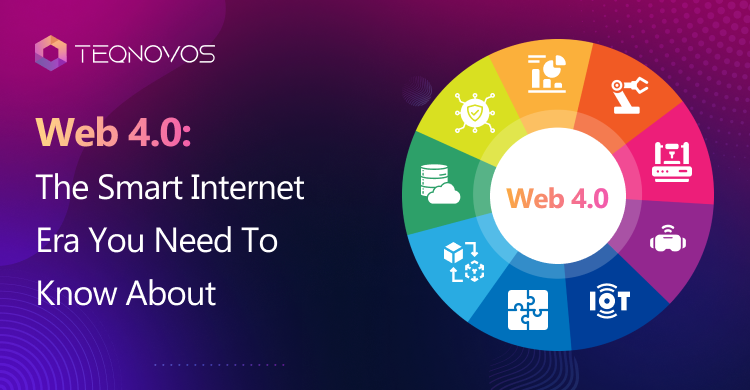 TEQNOVOS
Web 4.0:
The Smart Internet
Era You Need To
Know About
Web 4.0
IOT